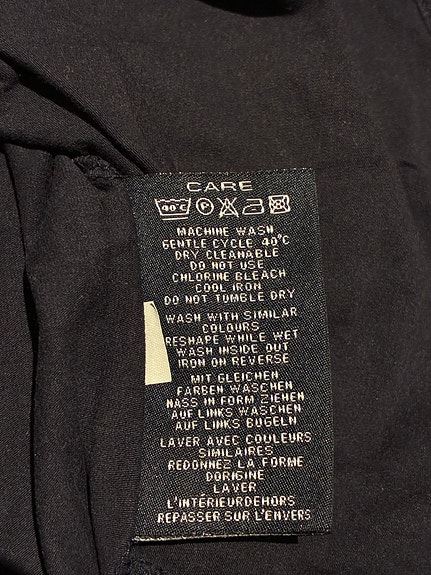 CARE
40°C P
MACHINE WASH
GENTLE CYCLE 40°C
DRY CLEANABLE
DO NOT USE
CHLORINE BLEACH
COOL IRON
DO NOT TUMBLE DRY
WASH WITH SIMILAR
COLOURS
RESHAPE WHILE WET
WASH INSIDE OUT
IRON ON REVERSE
MIT GLEICHEN
FARBEN WASCHEN
NASS IN FORM ZIEHEN
AUF LINKS WASCHEN
AUF LINKS BUGELN
LAVER AVEC COULEURS
SIMILAIRES
REDONNEZ LA FORME
DORIGINE
LAVER
L'INTÉRIEURDEHORS
REPASSER SUR L'ENVERS